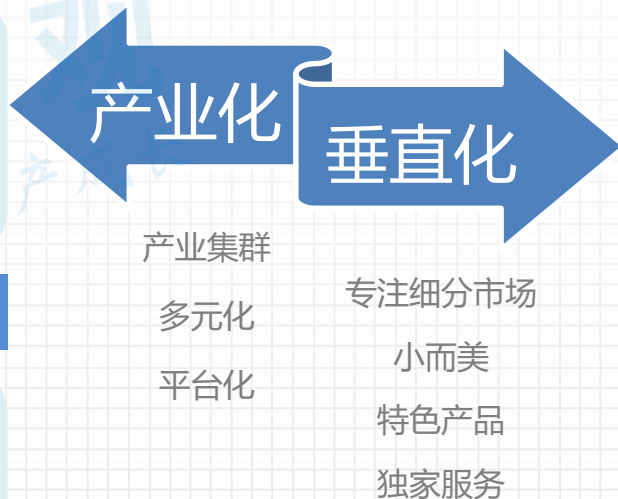 产业化
垂直化
产业集群
多元化
平台化
专注细分市场
小而美
特色产品
独家服务